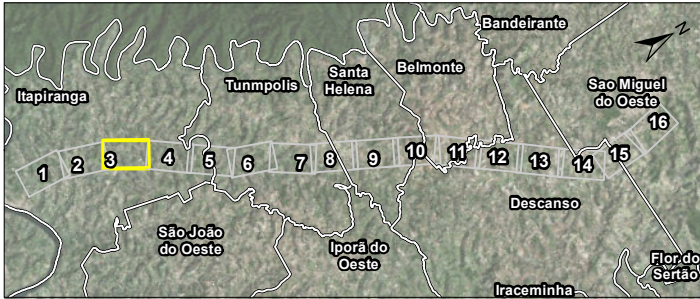 Bandeirante
N
Santa
Helena
Belmonte
Tunmpolis
Itapiranga
Sao Miguel
do Oeste
1
2
3
4
5
6
7
8
9
10
11
12
13
14
15
16
Descanso
São João
do Oeste
Iporã do
Oeste
Flor do
Sertão
Iraceminha